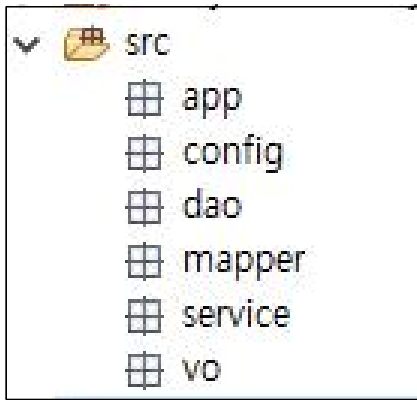 src
app
config
dao
mapper
service
vo